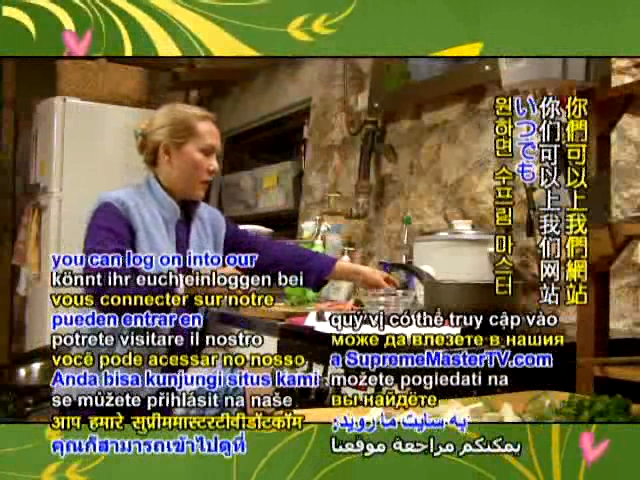 你們可以上我們網站
你们可以上我们网站
いつでも
원하면 수프림 마스터
you can log on into our
könnt ihr euch einloggen bei
vous connecter sur notre
pueden entrar en
potrete visitare il nostro
você pode acessar no nosso
Anda bisa kunjungi situs kami
se můžete přihlásit na naše
आप हमारे सुप्रीममास्टरटीवीडॉटकॉम
คุณก็สามารถเข้าไปดูที่
quý vị có thể truy cập vào
може да влезете в нашия
a SupremeMasterTV.com
možete pogledati na
вы найдёте
به سایت ما روید:
يمكنكم مراجعة موقعنا